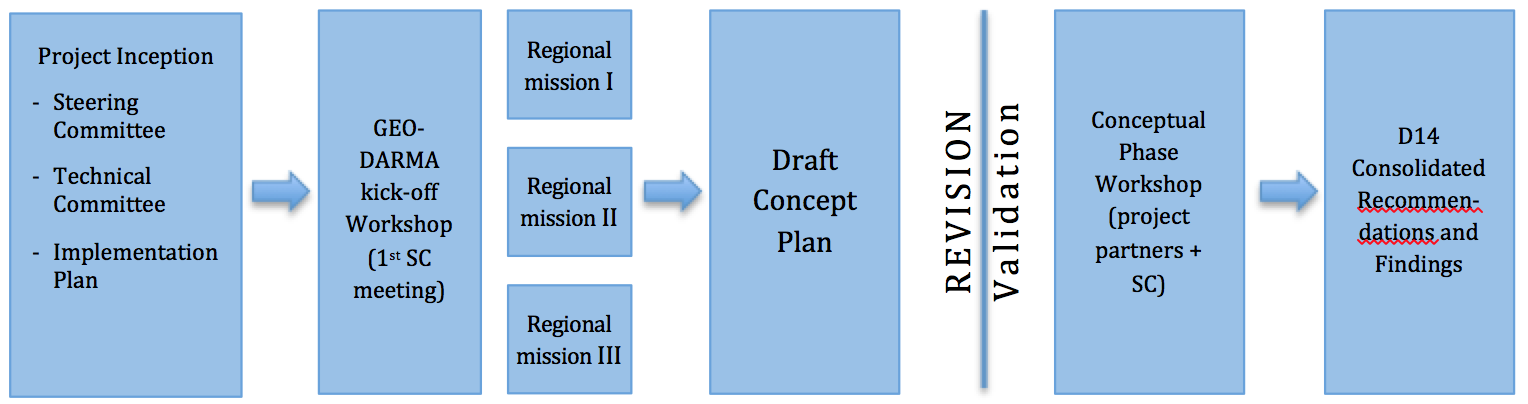 Project Inception
- Steering
Committee
- Technical
Committee
- Implementation
Plan
GEO-
DARMA
kick-off
Workshop
(1st SC
meeting)
Regional
mission I
Regional
mission II
Regional
mission III
Draft
Concept
Plan
REVISION
Validation
Conceptual
Phase
Workshop
(project
partners +
SC)
D14
Consolidated
Recommen-
dations and
Findings